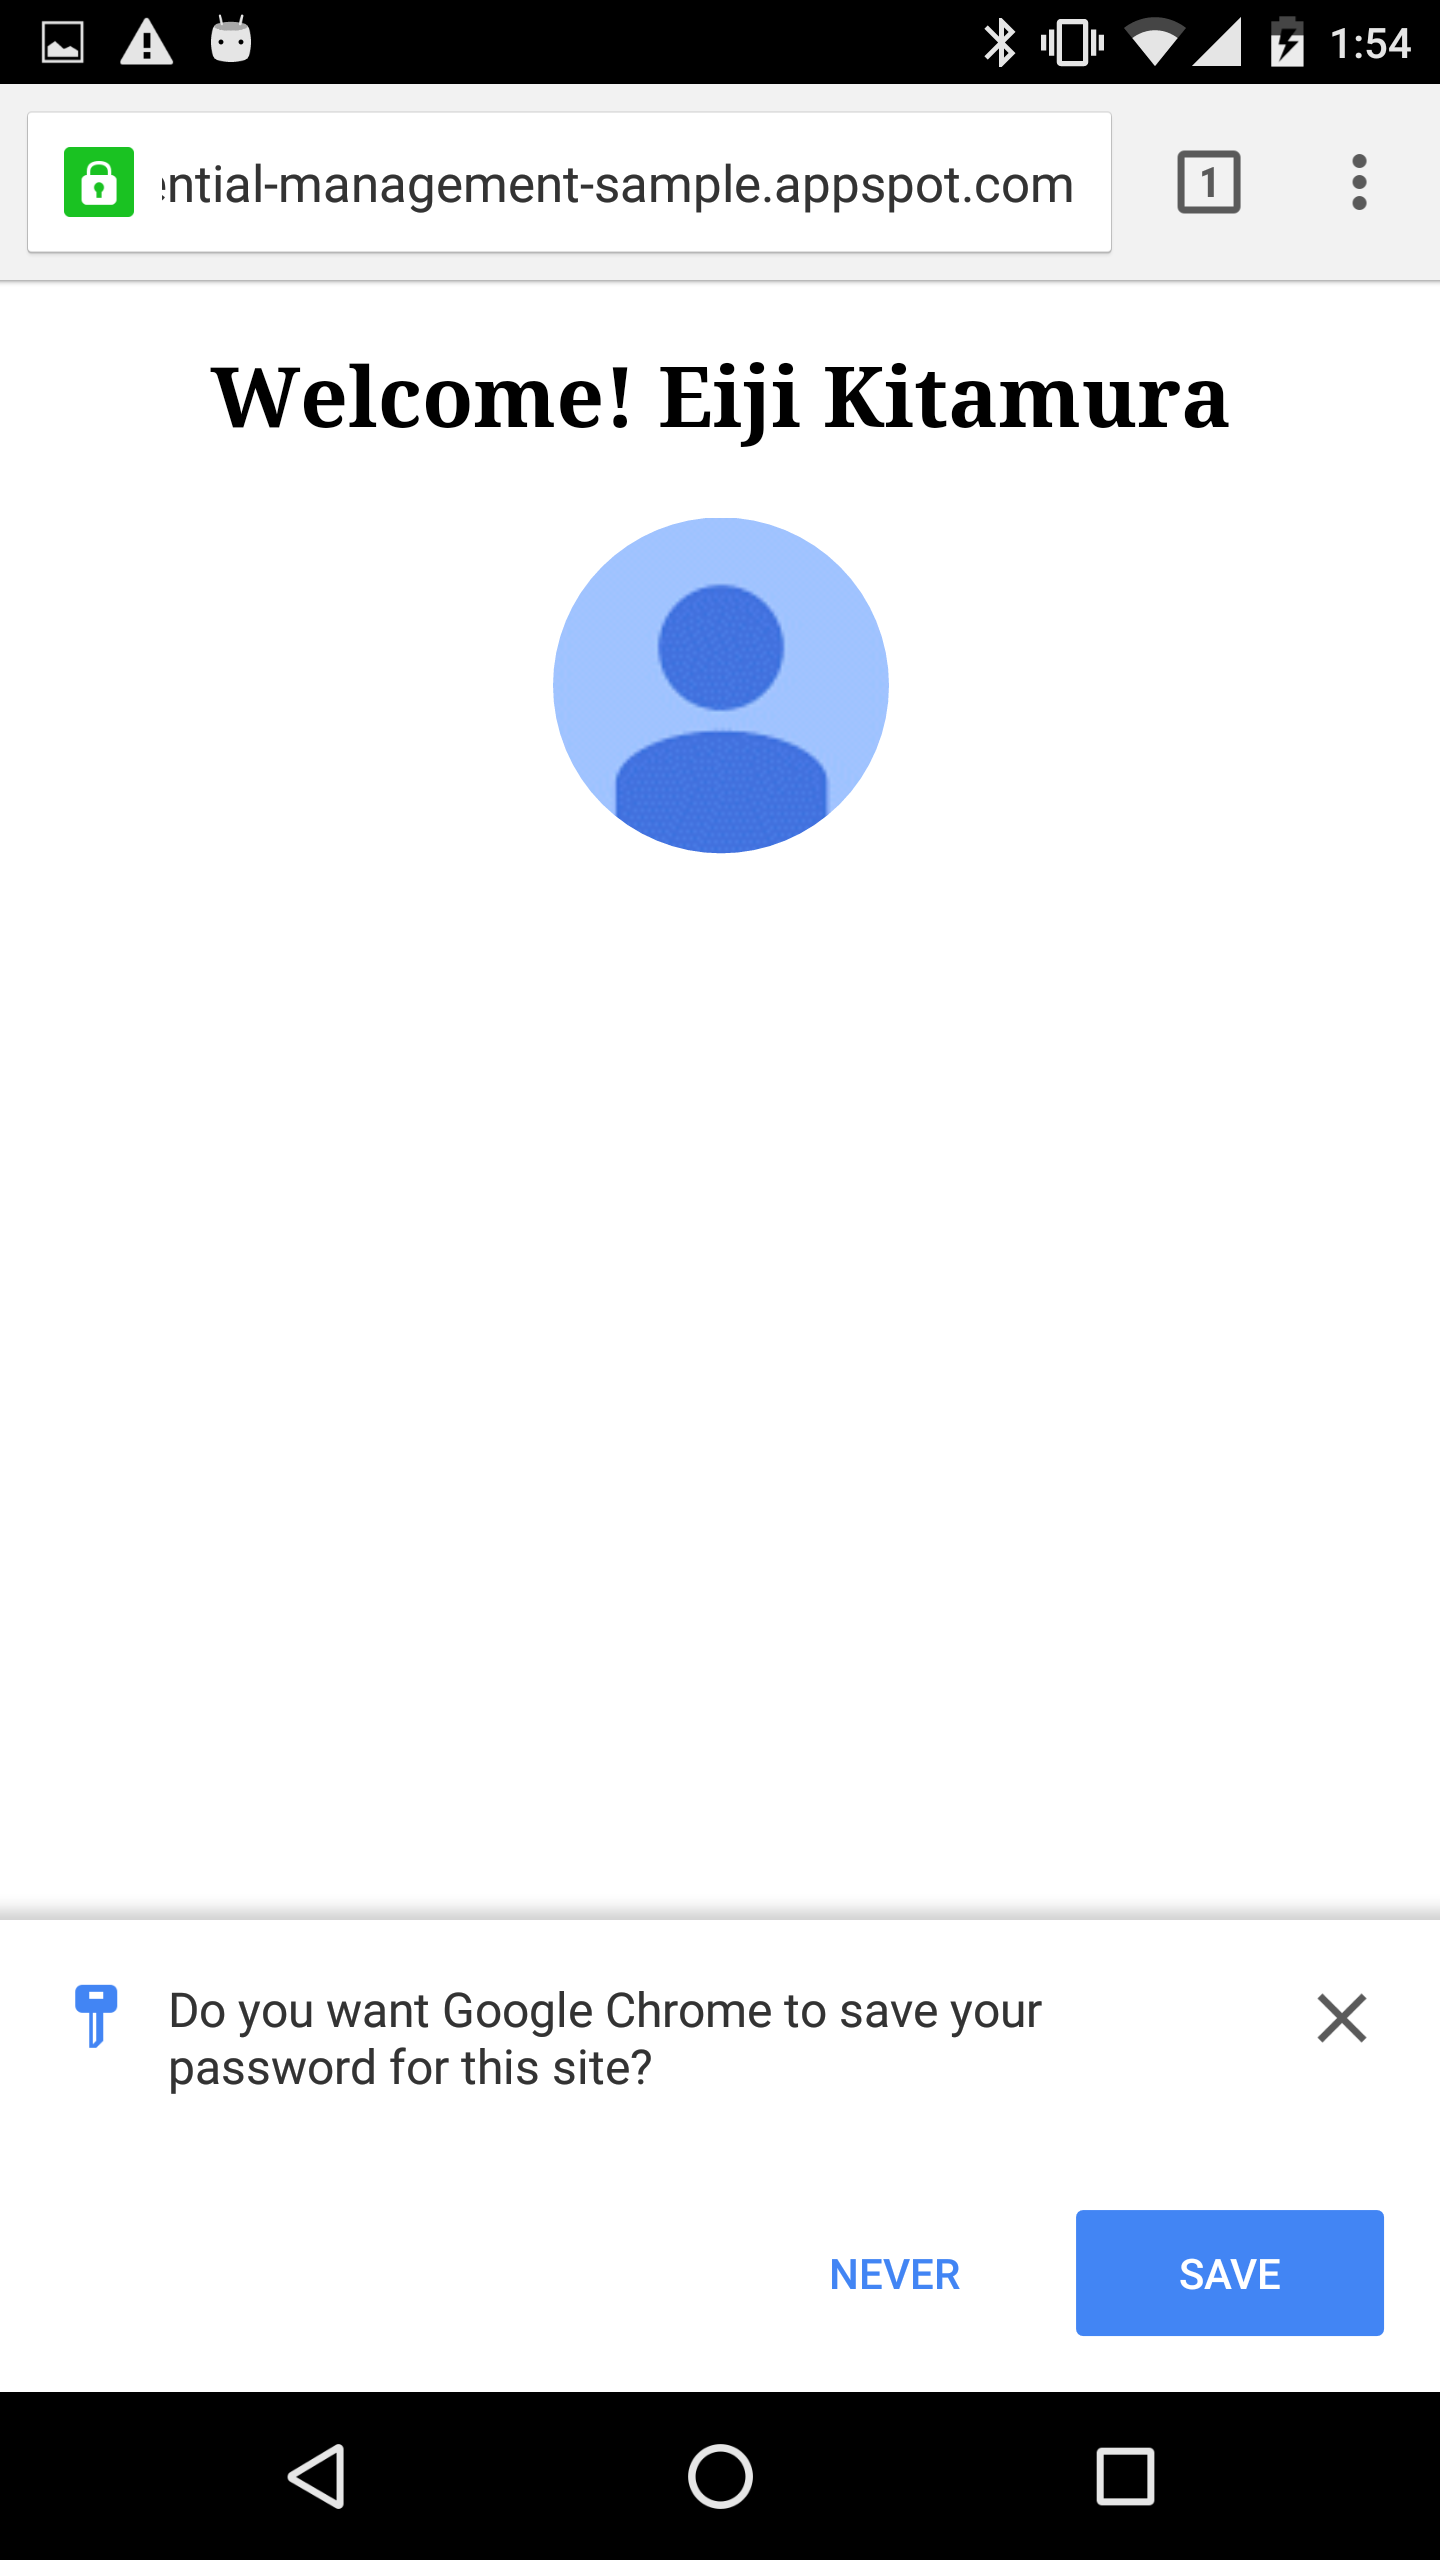 1:54
ential-management-sample.appspot.com
1
Welcome! Eiji Kitamura
Do you want Google Chrome to save your
password for this site?
NEVER
SAVE